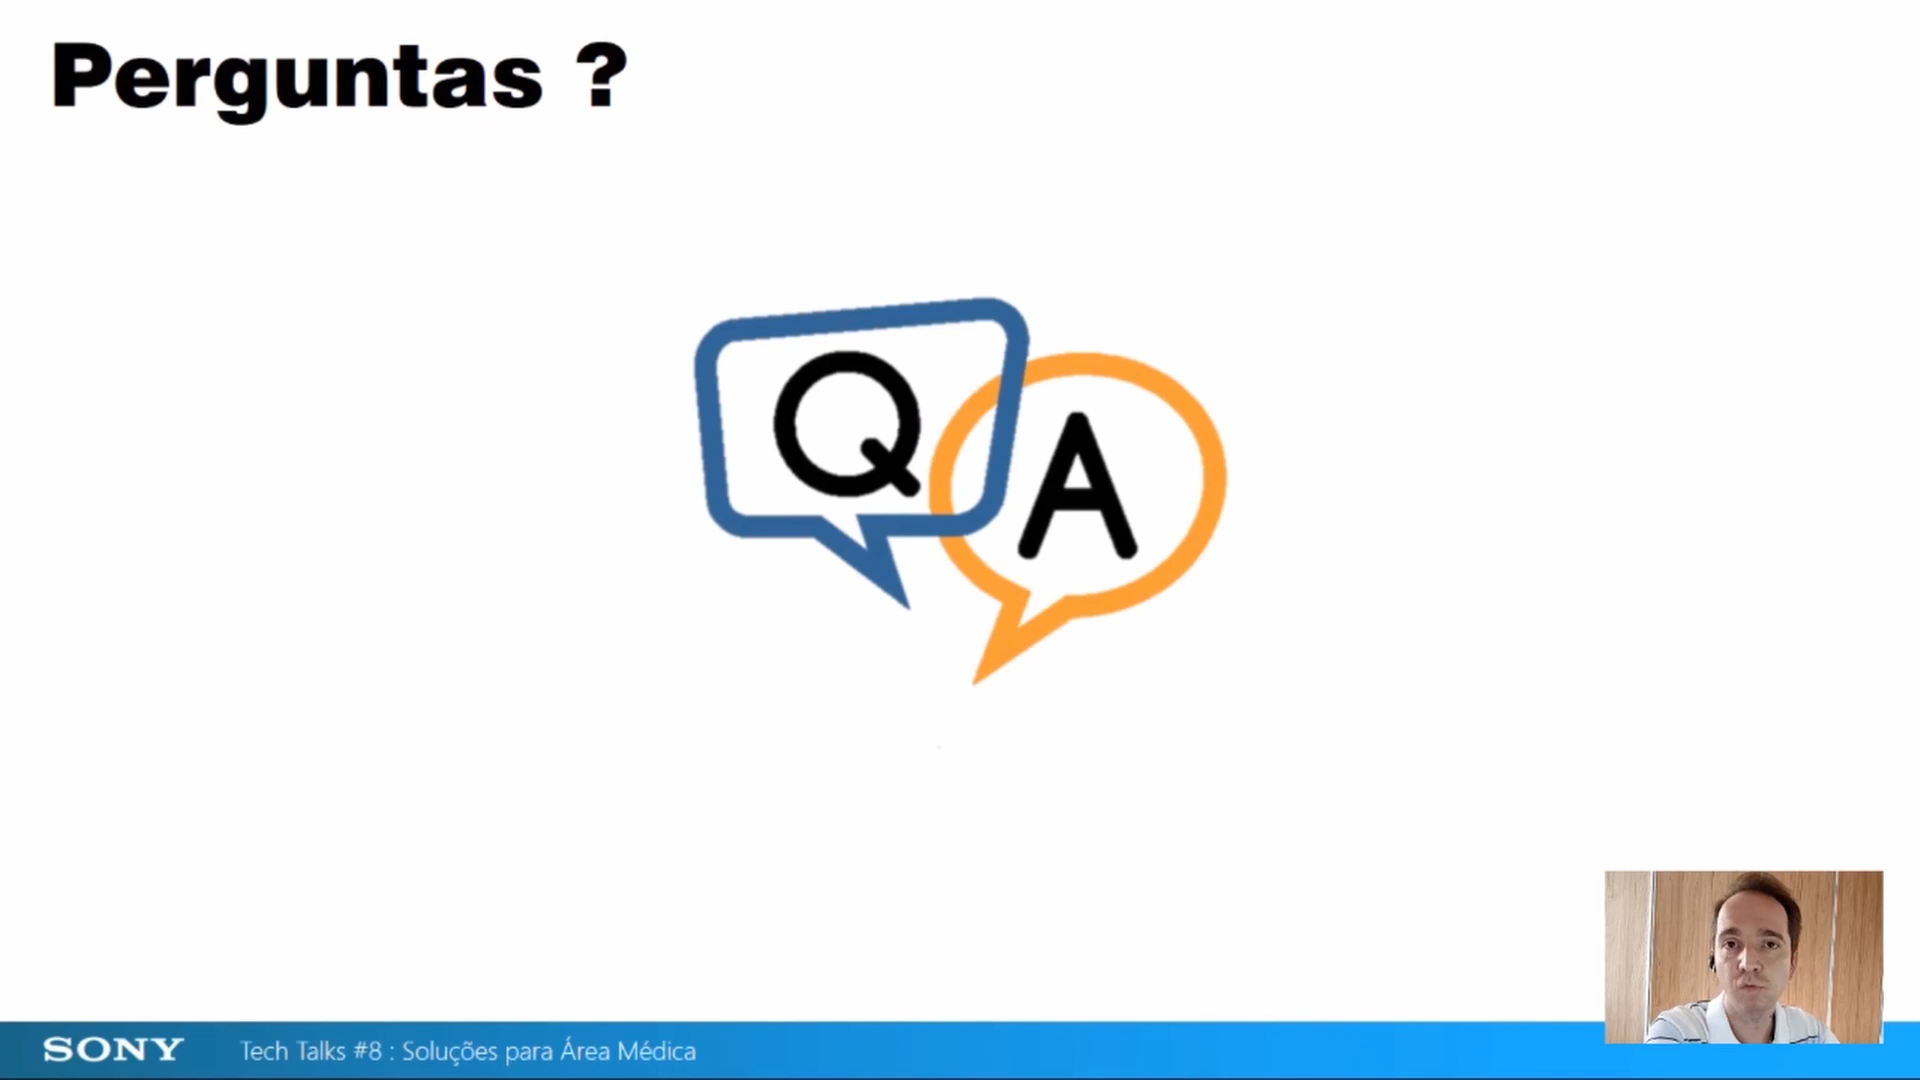 Perguntas ?
Q
A
SONY
Tech Talks #8 : Soluções para Área Médica